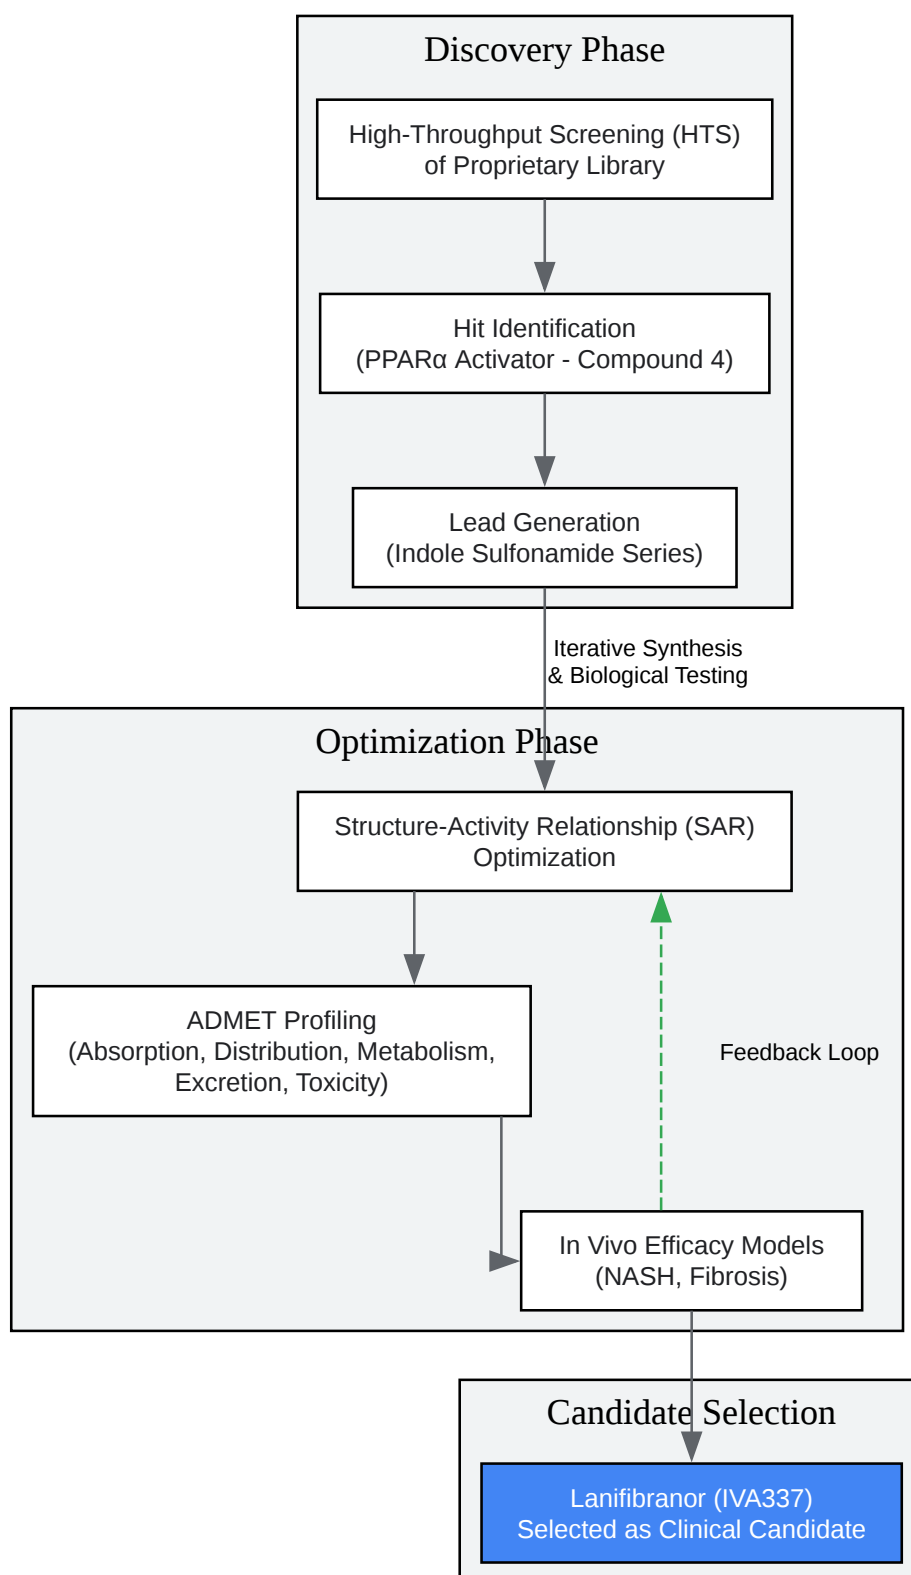 Discovery Phase
High-Throughput Screening (HTS)
of Proprietary Library
Hit Identification
(PPARα Activator - Compound 4)
Lead Generation
(Indole Sulfonamide Series)
Iterative Synthesis
& Biological Testing
Optimization Phase
Structure-Activity Relationship (SAR)
Optimization
ADMET Profiling
(Absorption, Distribution, Metabolism,
Excretion, Toxicity)
Feedback Loop
In Vivo Efficacy Models
(NASH, Fibrosis)
Candidate Selection
Lanifibranor (IVA337)
Selected as Clinical Candidate